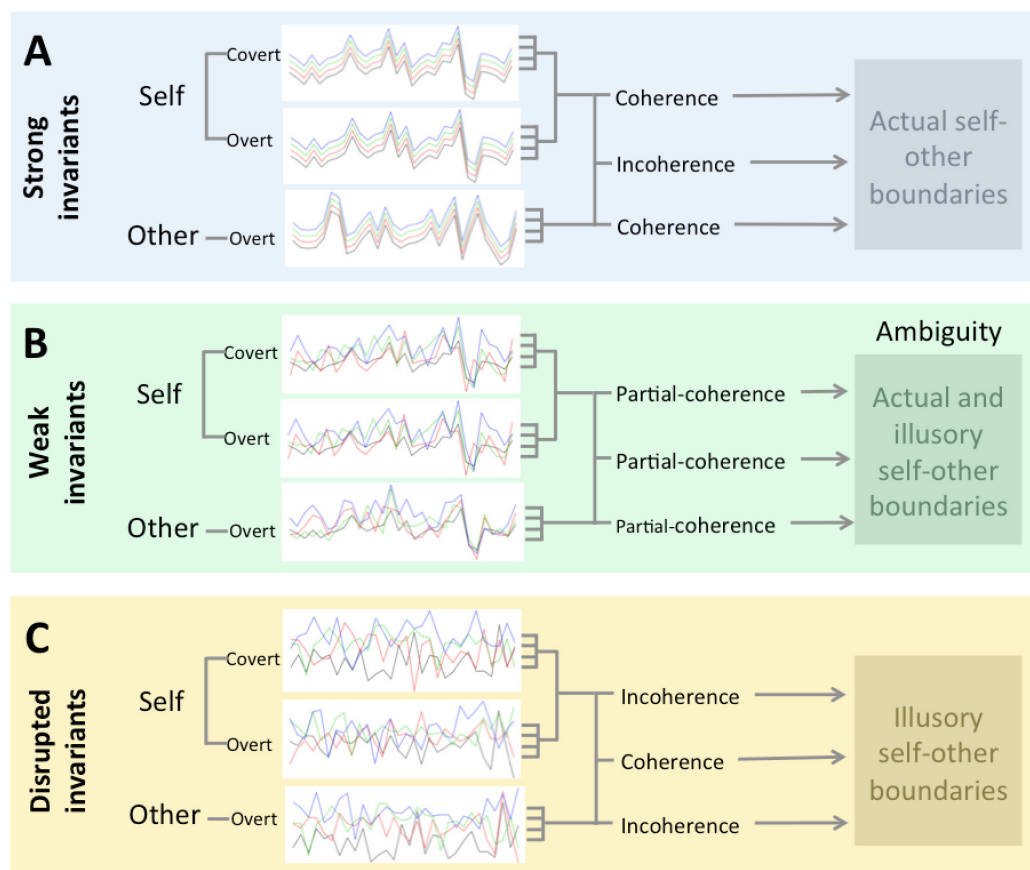 A
Strong
invariants
Self
Covert
Overt
Other
Overt
Coherence
Incoherence
Coherence
Actual self-
other
boundaries
B
Weak
invariants
Self
Covert
Overt
Other
Overt
Partial-coherence
Partial-coherence
Partial-coherence
Ambiguity
Actual and
illusory
self-other
boundaries
C
Disrupted
invariants
Self
Covert
Overt
Other
Overt
Incoherence
Coherence
Incoherence
Illusory
self-other
boundaries